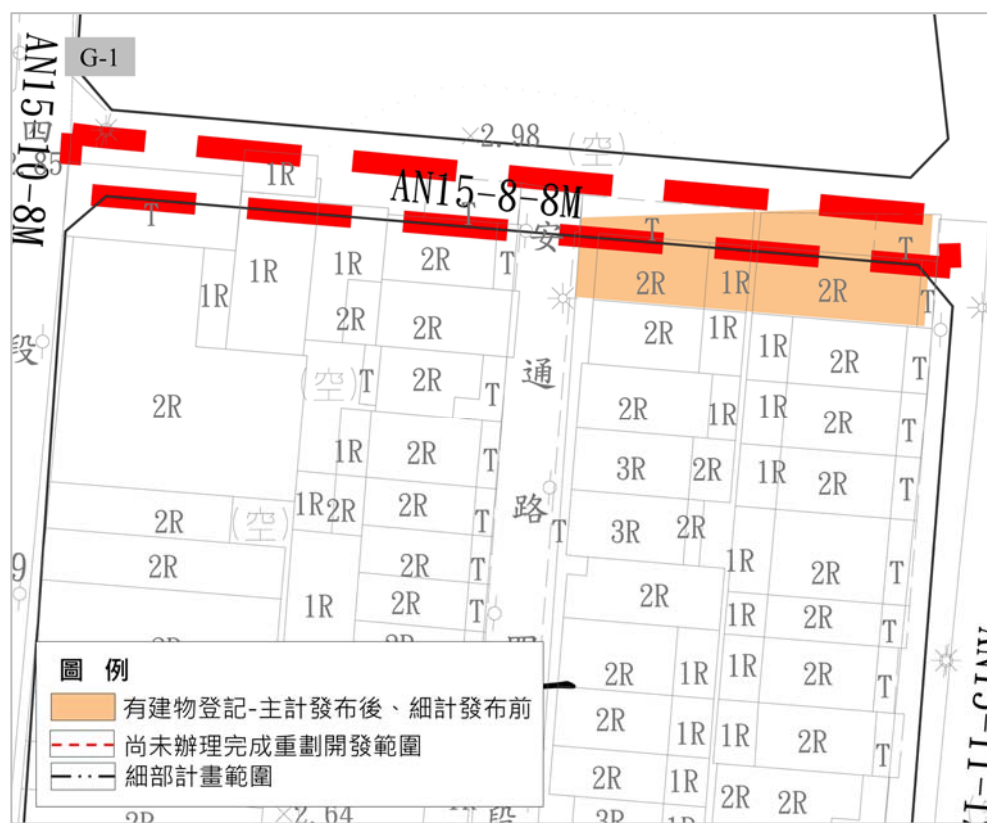 G-1
AN15-10-8M
四
段
2.98
(空)
1R
AN15-8-8M
T T T T
安
通
路
1R 1R 2R T 2R 1R 2R T
1R
2R 2R 2R 1R 1R 2R T
(空) T 2R T
2R 2R 1R 1R 2R T
1R 2R T 3R 2R 1R 2R T
2R (空) 1R 2R 2R T T 3R 2R
2R 2R T 1R 2R T
1R 2R T 2R 1R 2R T
2R 1R 1R 2R T
2R 1R 1R 2R T
2R 1R 2R 2R
3R 1R
2.64
段
2R
圖 例
有建物登記-主計發布後、細計發布前
尚未辦理完成重劃開發範圍
細部計畫範圍